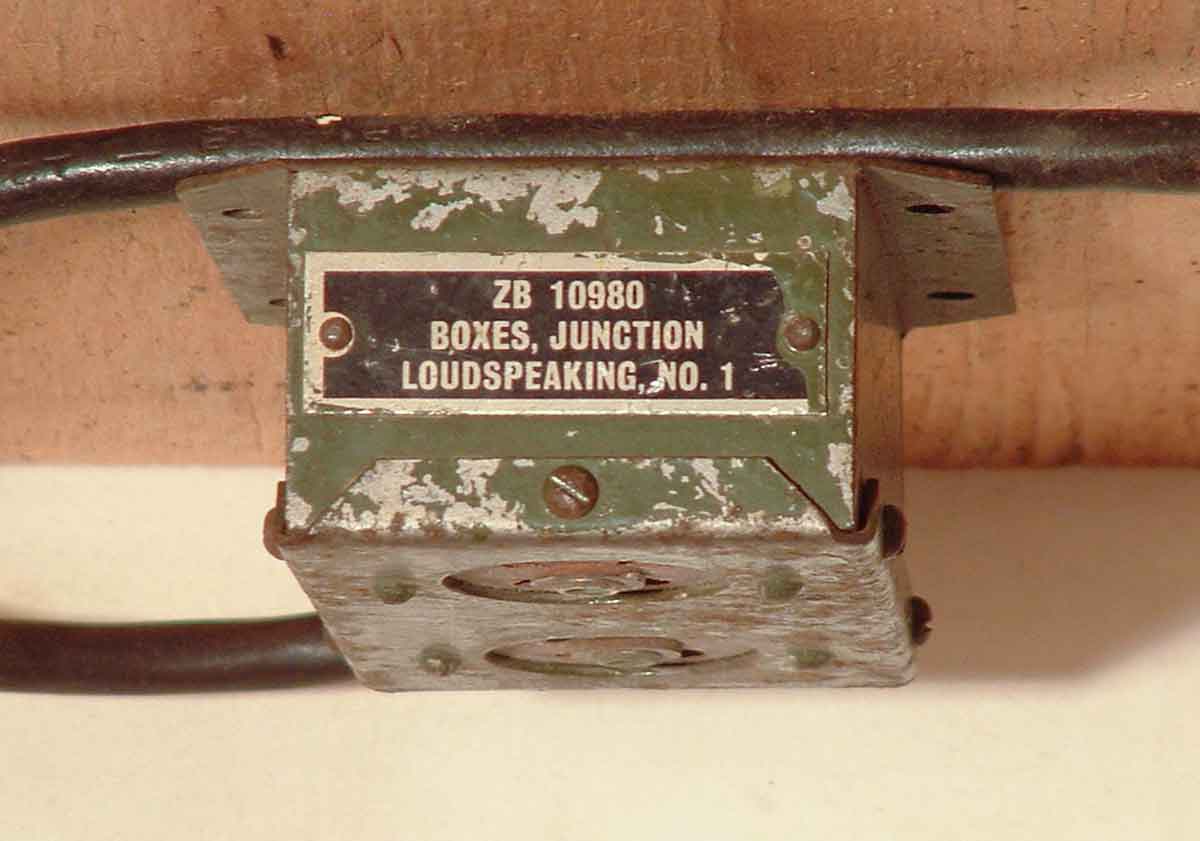 ZB 10980
BOXES, JUNCTION
LOUDSPEAKING, NO. 1